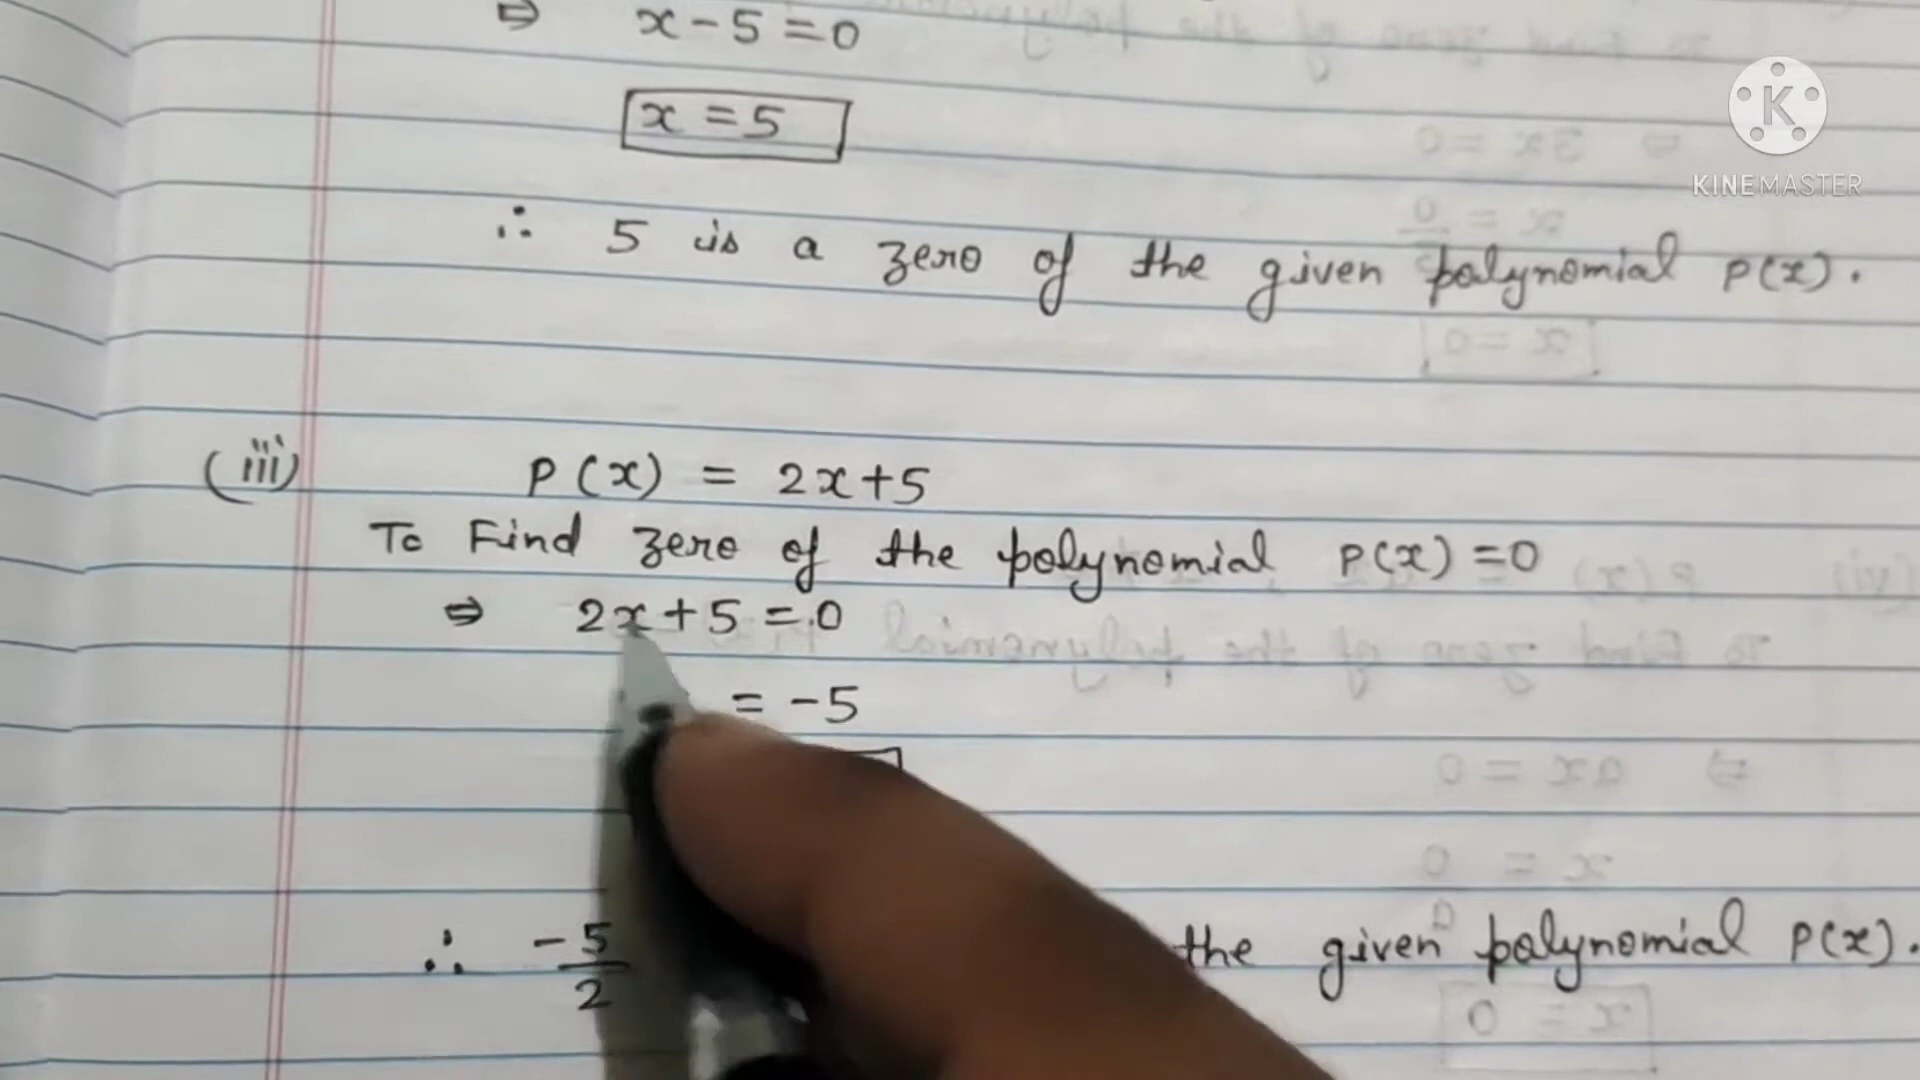 ⇒ x - 5 = 0
x = 5
∴ 5 is a zero of the given polynomial P(x).
(iii) P(x) = 2x+5
To Find zero of the polynomial P(x) = 0
⇒ 2x+5 = 0
= -5
∴ -5/2 the given polynomial P(x).
K
KINEMASTER